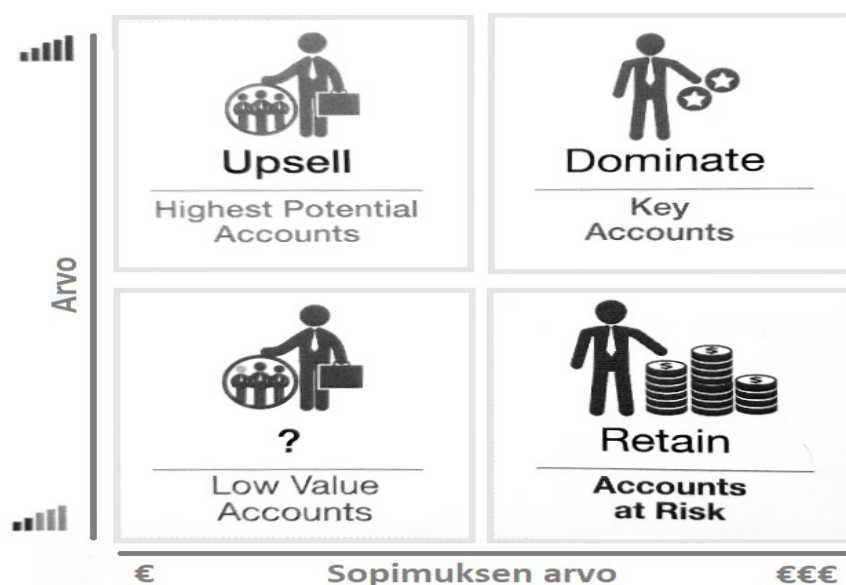 Upsell
Highest Potential
Accounts
Dominate
Key
Accounts
Arvo
?
Low Value
Accounts
$ $ $
Retain
Accounts
at Risk
€ Sopimuksen arvo €€€